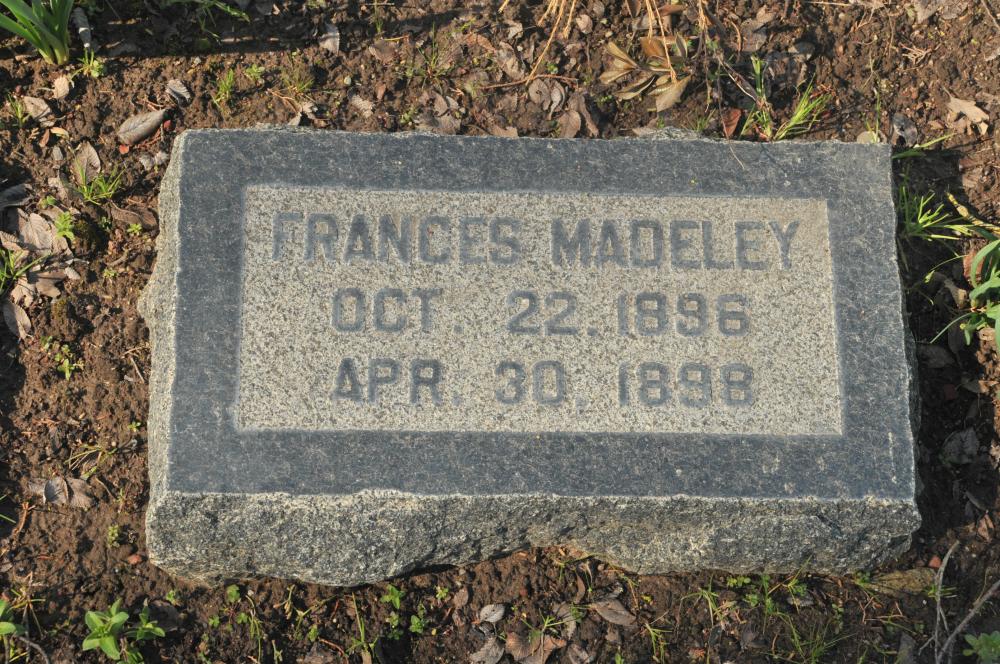 FRANCES MADELEY
OCT. 22. 1896
APR. 30. 1898